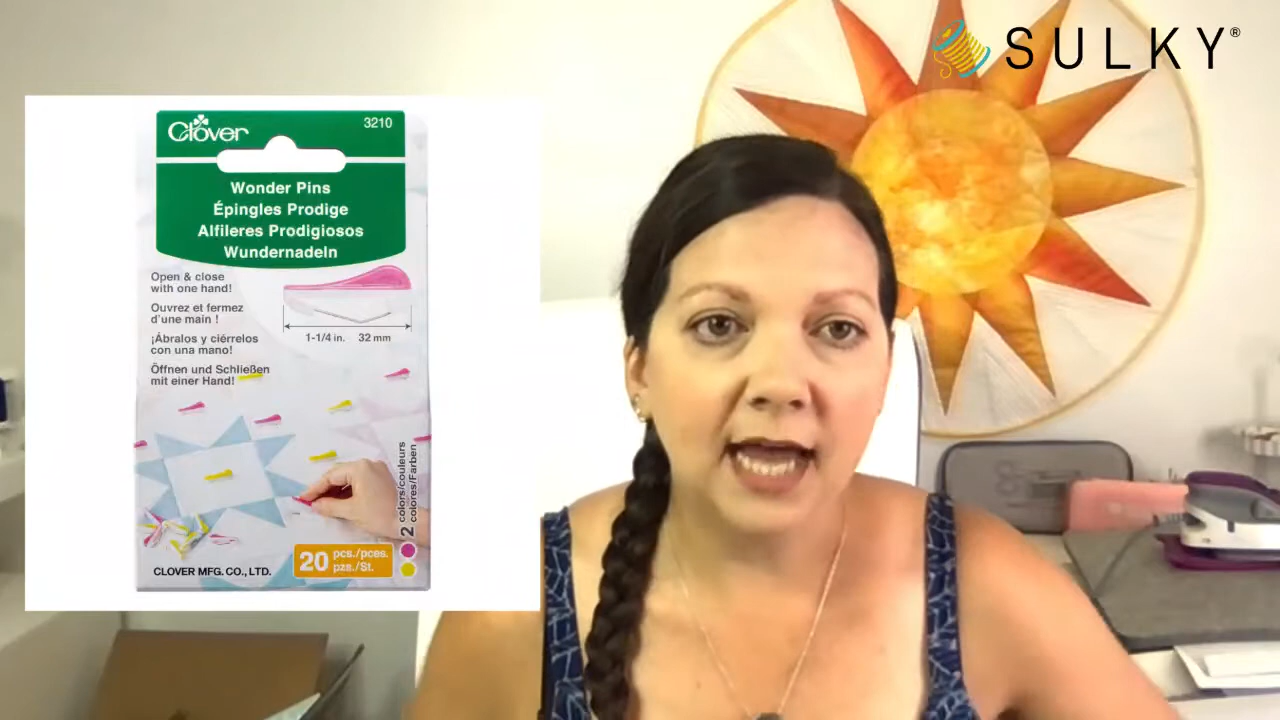 SULKY®
Clover
3210
Wonder Pins
Épingles Prodige
Alfileres Prodigiosos
Wundernadeln
Open & close
with one hand!
Ouvrez et fermez
d'une main !
¡Ábralos y ciérrelos
con una mano!
Öffnen und Schließen
mit einer Hand!
1-1/4 in. 32 mm
2 colors/couleurs
colores/Farben
20 pcs./pces.
pzs./St.
CLOVER MFG. CO., LTD.